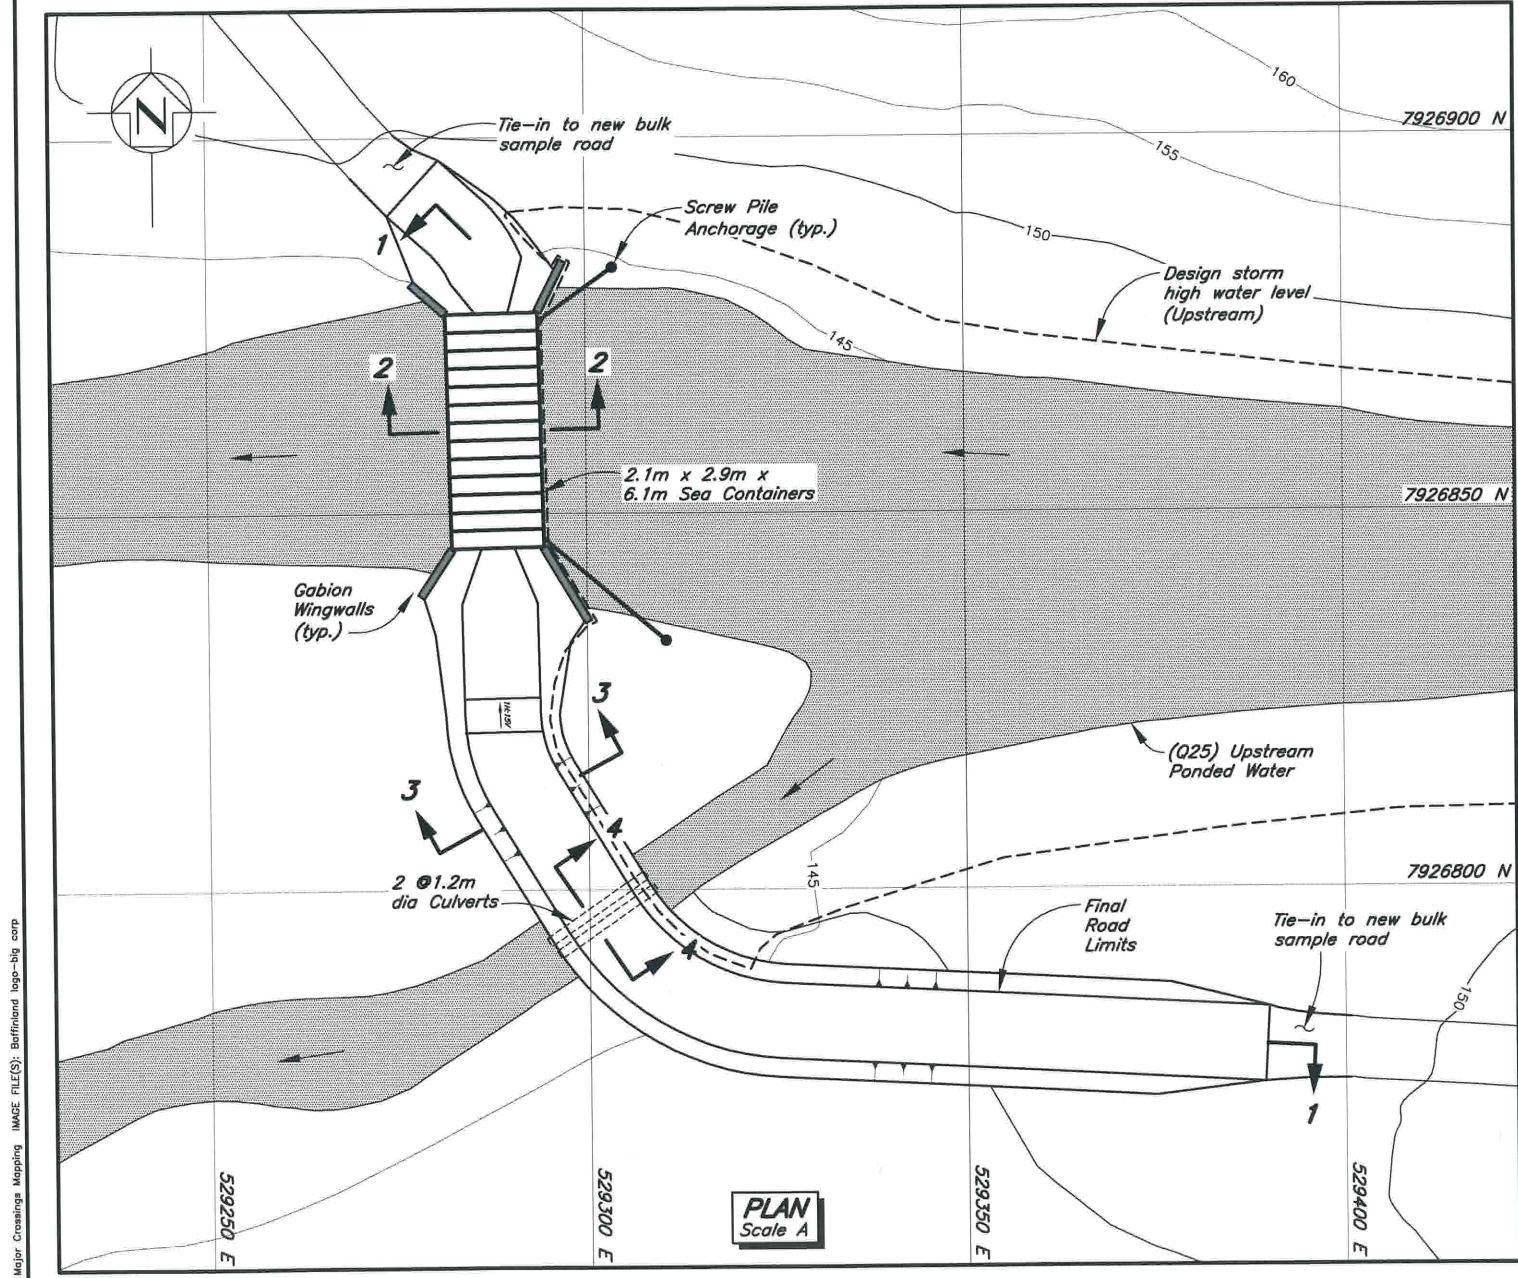 160
7926900 N
Tie-in to new bulk
sample road
155
N
Screw Pile
Anchorage (typ.)
1
150
Design storm
high water level
(Upstream)
145
2
2
2.1m x 2.9m x
6.1m Sea Containers
7926850 N
Gabion
Wingwalls
(typ.)
3
(Q25) Upstream
Ponded Water
3
4
2 @1.2m
dia Culverts
145
7926800 N
Final
Road
Limits
Tie-in to new bulk
sample road
4
150
1
529250 E
529300 E
529350 E
529400 E
PLAN
Scale A
Major Crossings Mapping IMAGE FILE(S): Baffinland logo-big corp